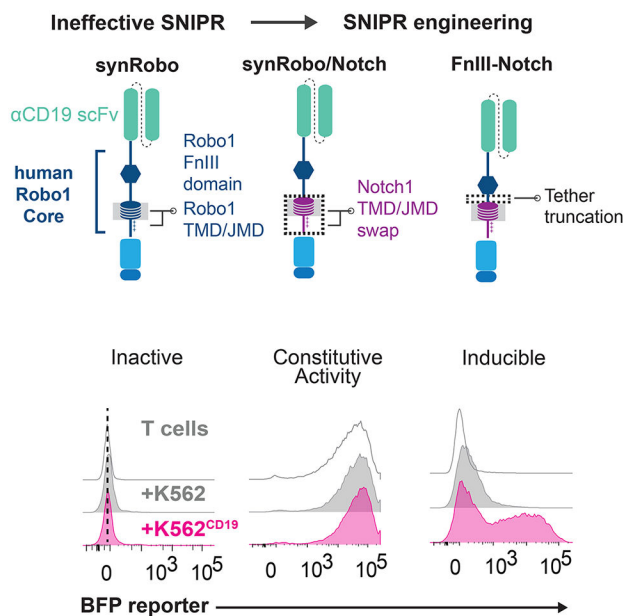 Ineffective SNIPR
SNIPR engineering
synRobo
synRobo/Notch
FnIII-Notch
αCD19 scFv
human
Robo1
Core
Robo1
FnIII
domain
Robo1
TMD/JMD
Notch1
TMD/JMD
swap
Tether
truncation
Inactive
Constitutive
Activity
Inducible
T cells
+K562
+K562CD19
0 10³ 10⁵
0 10³ 10⁵
0 10³ 10⁵
BFP reporter